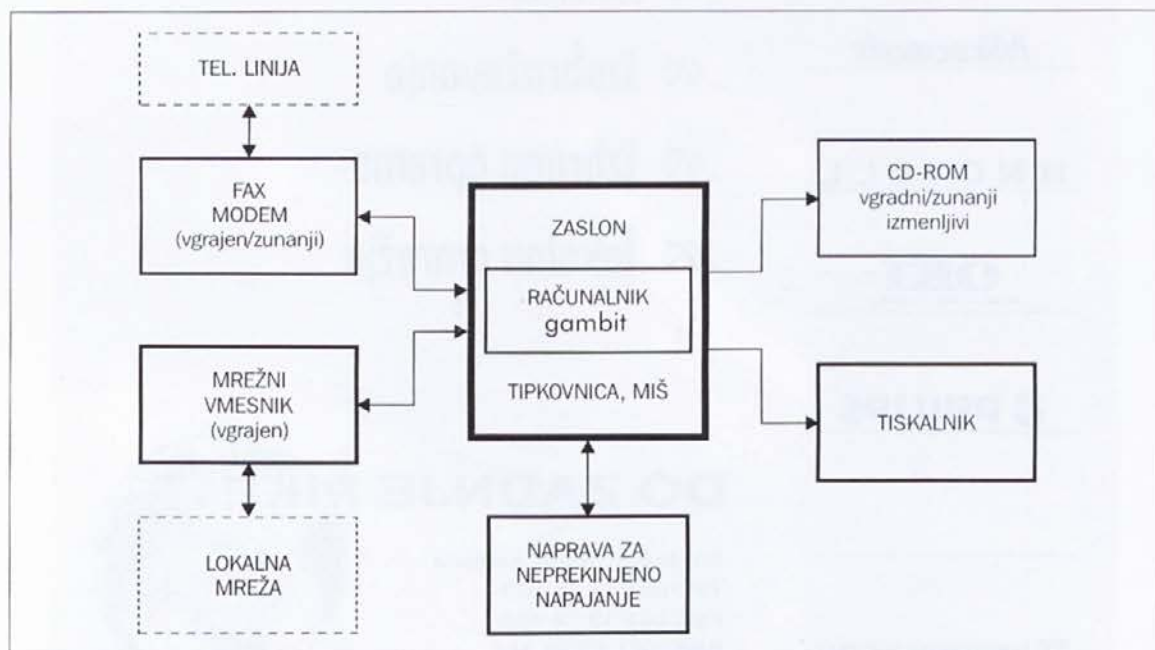 TEL. LINIJA
FAX
MODEM
(vgrajen/zunanji)
MREŽNI
VMESNIK
(vgrajen)
LOKALNA
MREŽA
ZASLON
RAČUNALNIK
gambit
TIPKOVNICA, MIŠ
NAPRAVA ZA
NEPREKINJENO
NAPAJANJE
CD-ROM
vgradni/zunanji
izmenljivi
TISKALNIK